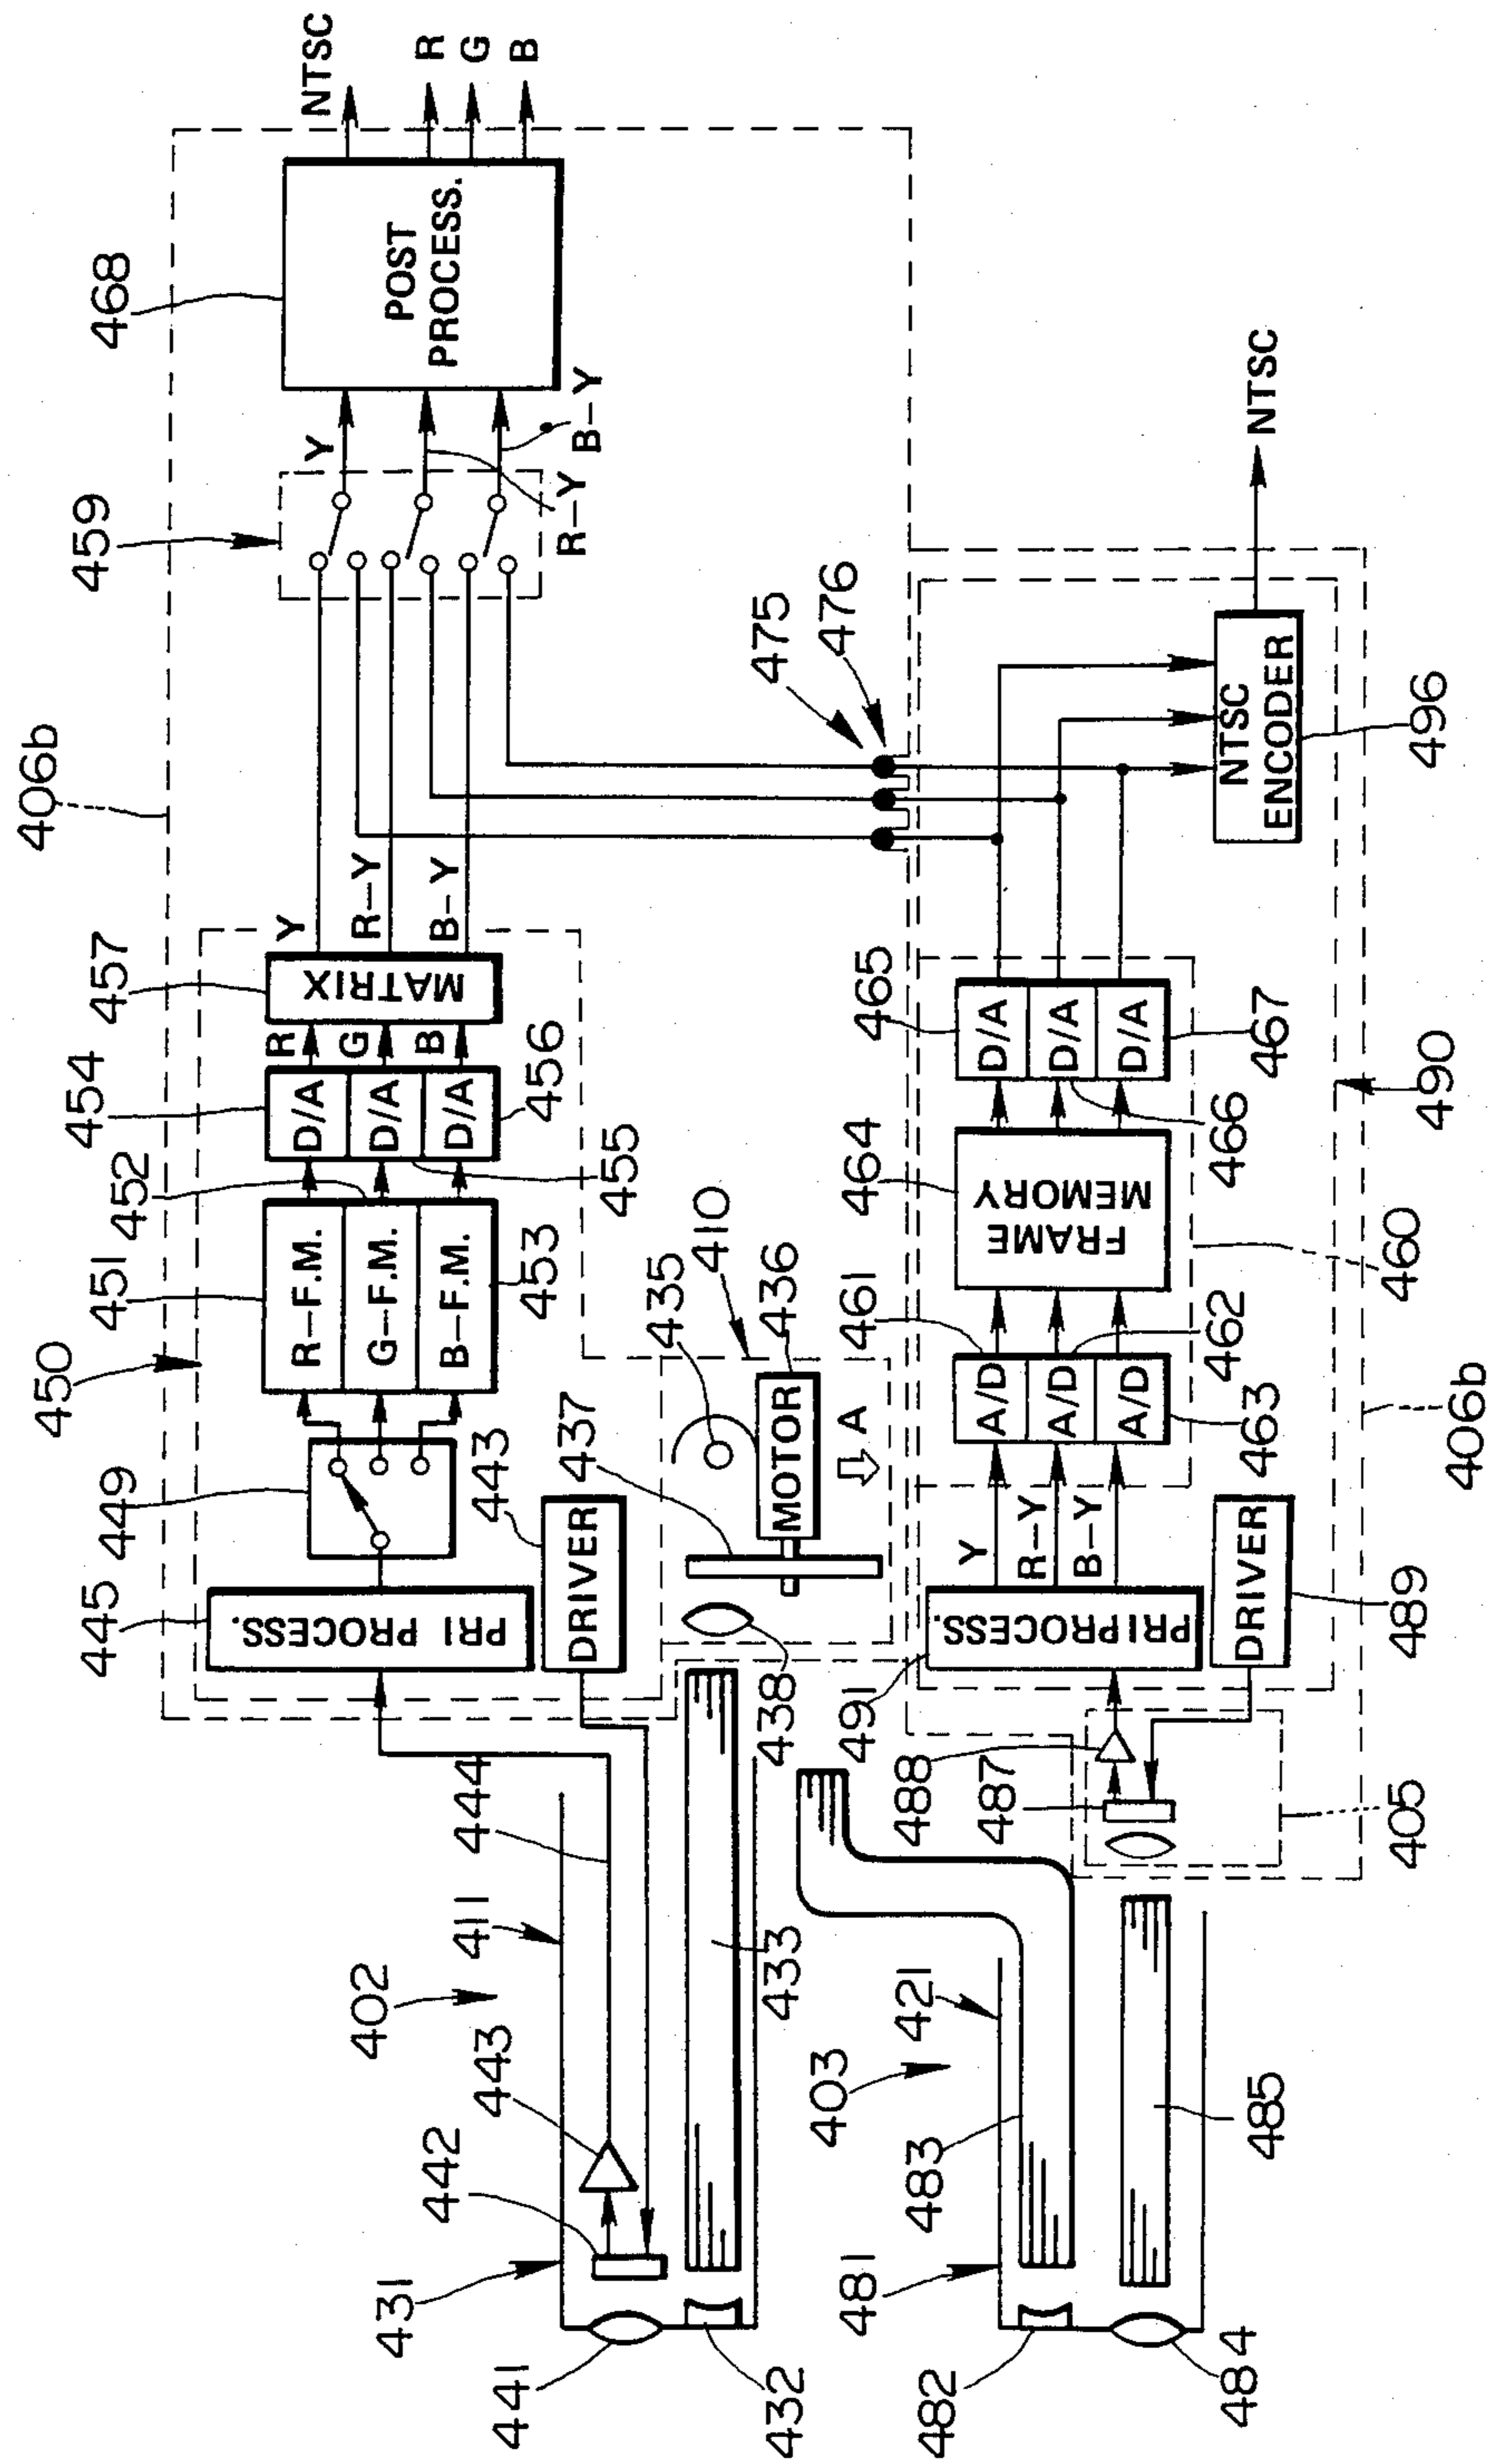 406b
450
459
468
451
452
454
457
445
449
R–F.M.
G–F.M.
B–F.M.
D/A
D/A
D/A
R
G
B
MATRIX
Y
R–Y
B–Y
Y
R–Y
B–Y
POST
PROCESS.
NTSC
R
G
B
PRI PROCESS.
DRIVER
443
453
455
456
437
435
410
436
MOTOR
A
438
475
476
402
411
444
431
442
443
441
432
433
403
421
481
483
482
484
485
488
487
405
491
PRIPROCESS.
Y
R–Y
B–Y
DRIVER
489
461
A/D
A/D
A/D
462
463
464
FRAME
MEMORY
465
D/A
D/A
D/A
466
467
460
490
406b
NTSC
ENCODER
496
NTSC